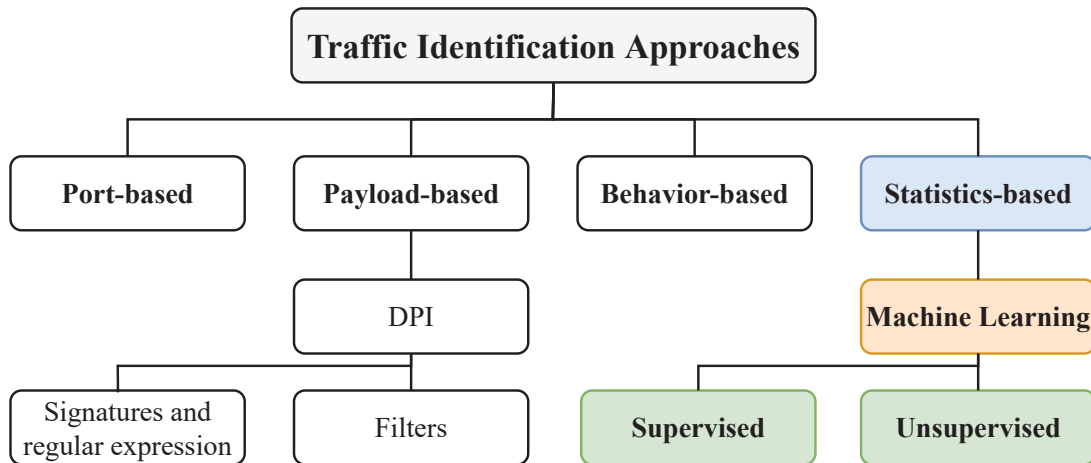 Traffic Identification Approaches
Port-based
Payload-based
Behavior-based
Statistics-based
DPI
Machine Learning
Signatures and
regular expression
Filters
Supervised
Unsupervised